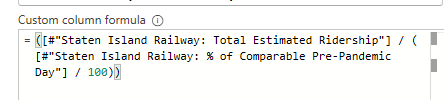 Custom column formula
= ([#"Staten Island Railway: Total Estimated Ridership"] / (
[#"Staten Island Railway: % of Comparable Pre-Pandemic
Day"] / 100))